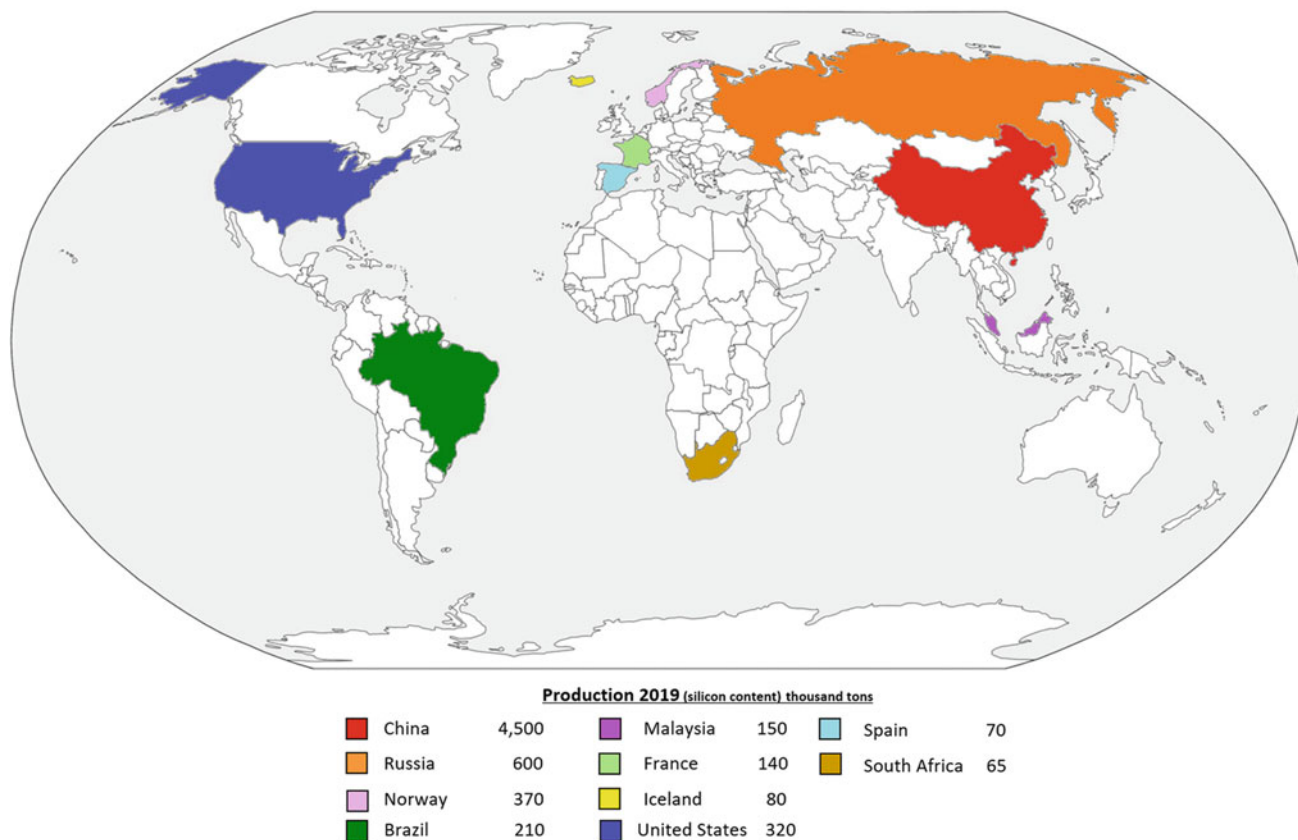 Production 2019 (silicon content) thousand tons
China 4,500 Malaysia 150 Spain 70
Russia 600 France 140 South Africa 65
Norway 370 Iceland 80
Brazil 210 United States 320